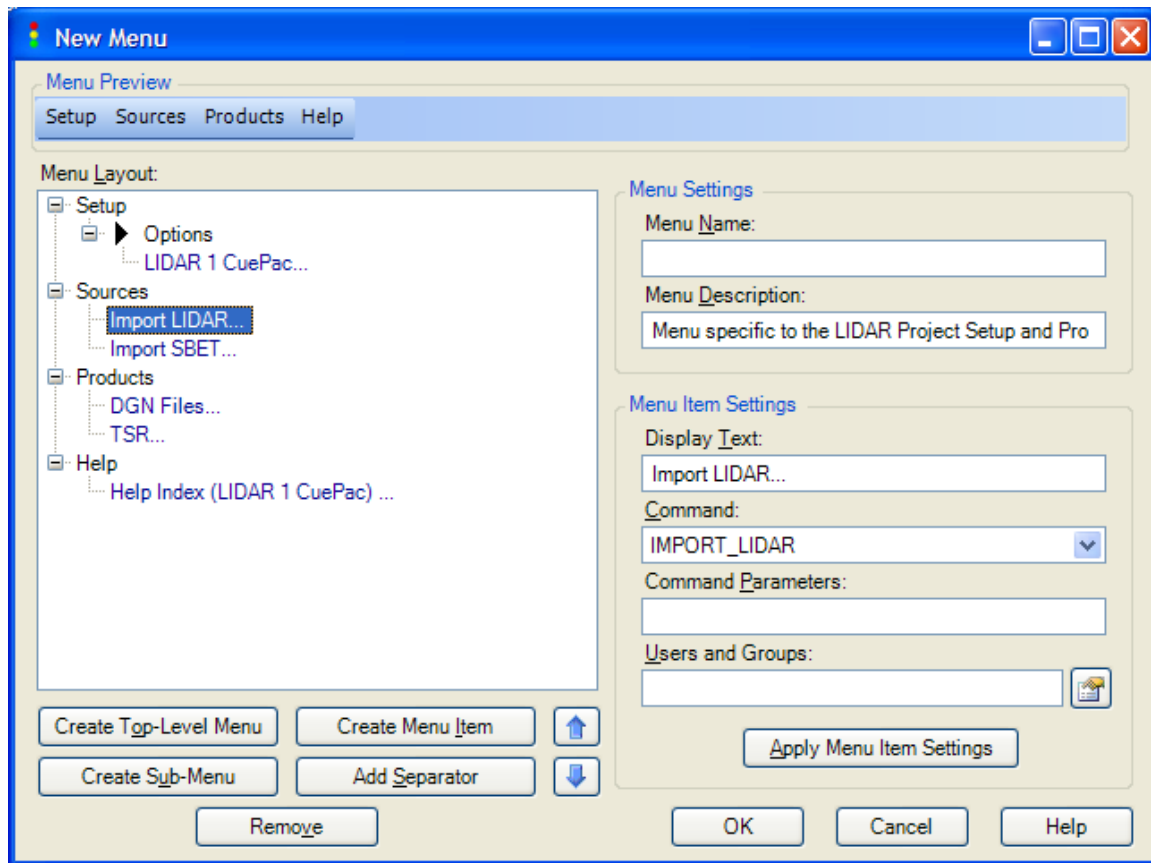 New Menu
Menu Preview
Setup Sources Products Help
Menu Layout:
Setup
Options
LIDAR 1 CuePac...
Sources
Import LIDAR...
Import SBET...
Products
DGN Files...
TSR...
Help
Help Index (LIDAR 1 CuePac) ...
Create Top-Level Menu
Create Menu Item
Create Sub-Menu
Add Separator
Remove
Menu Settings
Menu Name:
Menu Description:
Menu specific to the LIDAR Project Setup and Pro
Menu Item Settings
Display Text:
Import LIDAR...
Command:
IMPORT_LIDAR
Command Parameters:
Users and Groups:
Apply Menu Item Settings
OK
Cancel
Help